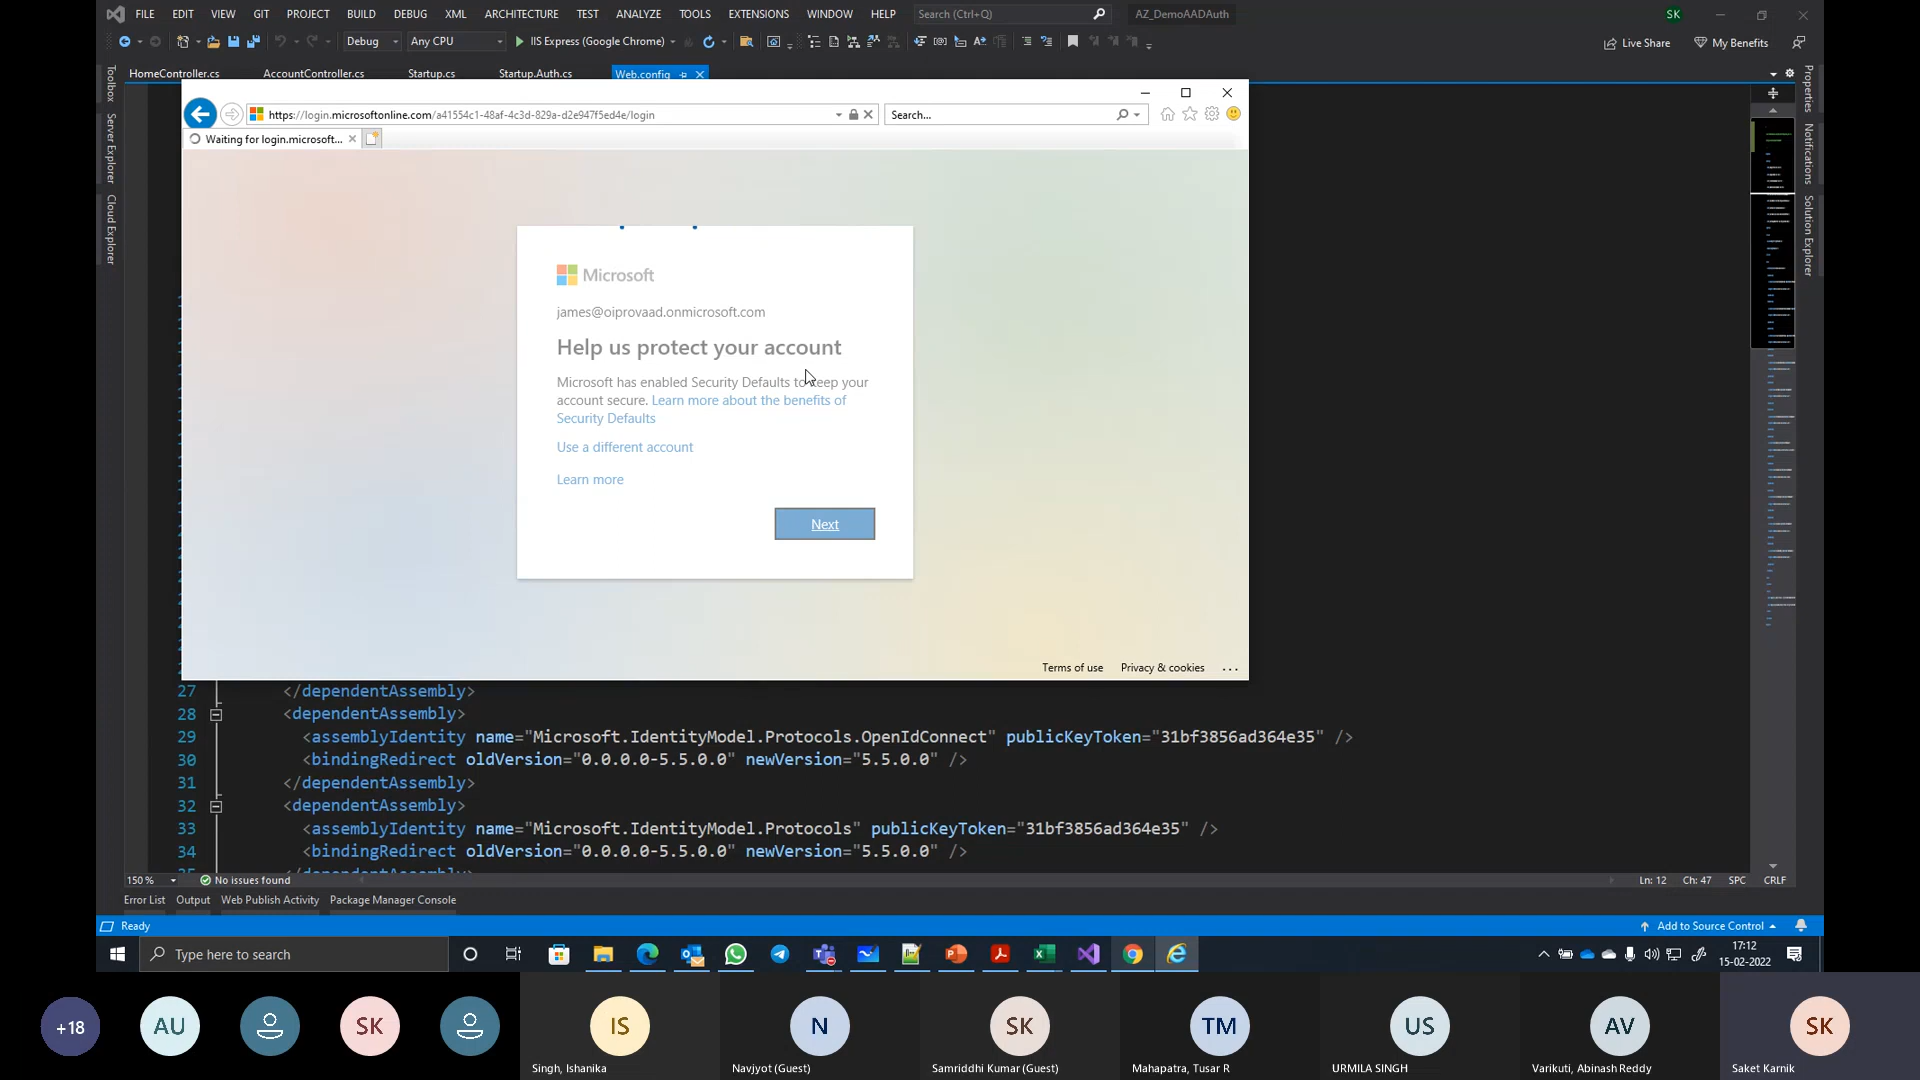 FILE EDIT VIEW GIT PROJECT BUILD DEBUG XML ARCHITECTURE TEST ANALYZE TOOLS EXTENSIONS WINDOW HELP Search (Ctrl+Q) AZ_DemoAADAuth SK
Debug Any CPU IIS Express (Google Chrome) Live Share My Benefits
HomeController.cs AccountController.cs Startup.cs Startup.Auth.cs Web.config
Toolbox
Server Explorer
Cloud Explorer
Properties
Notifications
Solution Explorer
https://login.microsoftonline.com/a41554c1-48af-4c3d-829a-d2e947f5ed4e/login Search...
Waiting for login.microsoft...
Microsoft
james@oiprovaad.onmicrosoft.com
Help us protect your account
Microsoft has enabled Security Defaults to keep your
account secure. Learn more about the benefits of
Security Defaults
Use a different account
Learn more
Next
Terms of use Privacy & cookies ...
27 </dependentAssembly>
28 <dependentAssembly>
29 <assemblyIdentity name="Microsoft.IdentityModel.Protocols.OpenIdConnect" publicKeyToken="31bf3856ad364e35" />
30 <bindingRedirect oldVersion="0.0.0.0-5.5.0.0" newVersion="5.5.0.0" />
31 </dependentAssembly>
32 <dependentAssembly>
33 <assemblyIdentity name="Microsoft.IdentityModel.Protocols" publicKeyToken="31bf3856ad364e35" />
34 <bindingRedirect oldVersion="0.0.0.0-5.5.0.0" newVersion="5.5.0.0" />
150 % No issues found Ln: 12 Ch: 47 SPC CRLF
Error List Output Web Publish Activity Package Manager Console
Ready Add to Source Control
Type here to search 17:12
15-02-2022
+18 AU SK IS N SK TM US AV SK
Singh, Ishanika Navjyot (Guest) Samriddhi Kumar (Guest) Mahapatra, Tusar R URMILA SINGH Varikuti, Abinash Reddy Saket Karnik